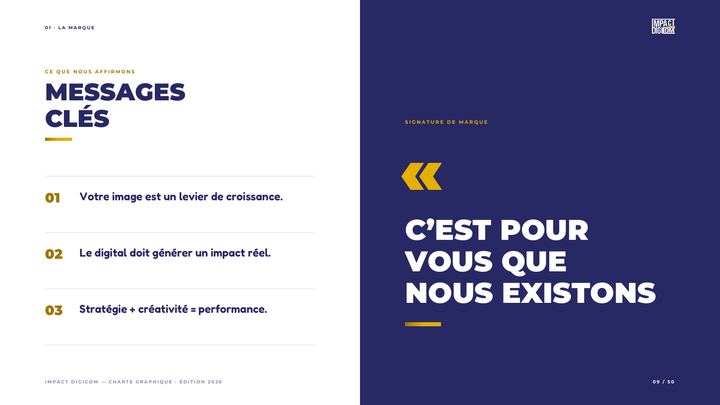 01 : LA MARQUE
CE QUE NOUS AFFIRMONS
MESSAGES
CLÉS
01 Votre image est un levier de croissance.
02 Le digital doit générer un impact réel.
03 Stratégie + créativité = performance.
IMPACT DIGICOM — CHARTE GRAPHIQUE · ÉDITION 2026
IMPACT
DIGICOM
SIGNATURE DE MARQUE
«
C’EST POUR
VOUS QUE
NOUS EXISTONS
09 / 50